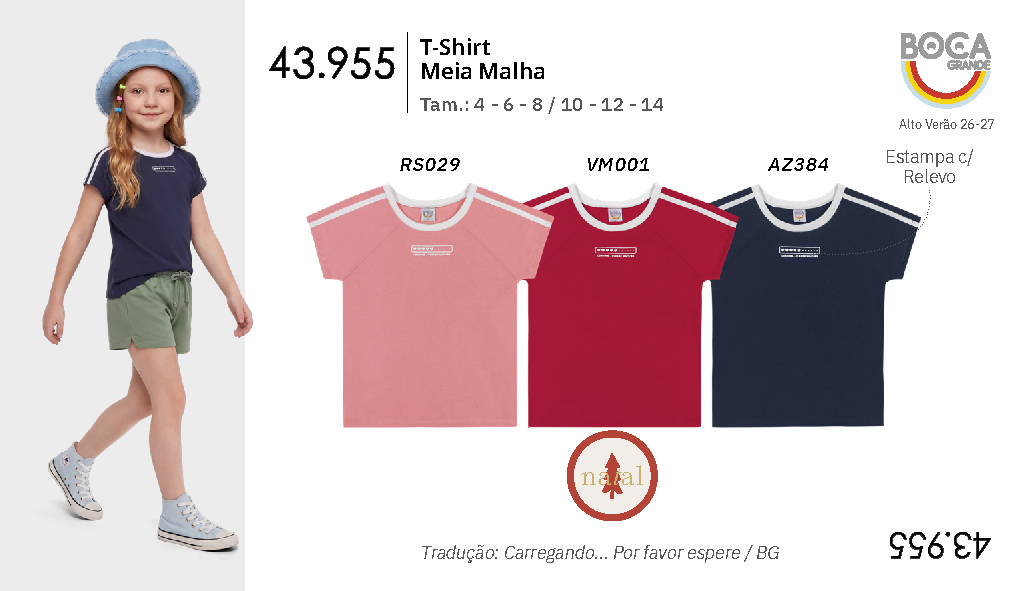 43.955
T-Shirt
Meia Malha
Tam.: 4 - 6 - 8 / 10 - 12 - 14
BOCA
GRANDE
Alto Verão 26-27
RS029
VM001
AZ384
Estampa c/
Relevo
natal
Tradução: Carregando... Por favor espere / BG
43.955